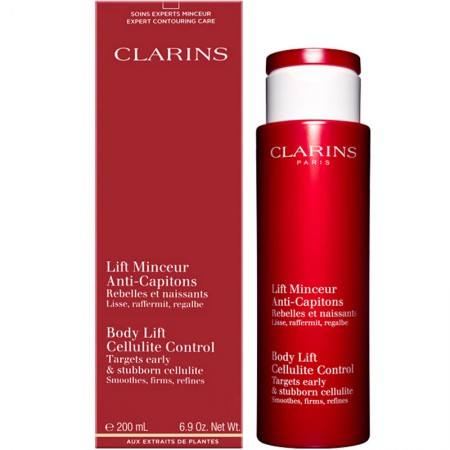 SOINS EXPERTS MINCEUR
EXPERT CONTOURING CARE
CLARINS
Lift Minceur
Anti-Capitons
Rebelles et naissants
Lisse, raffermit, regalbe
Body Lift
Cellulite Control
Targets early
& stubborn cellulite
Smoothes, firms, refines
e 200 mL 6.9 Oz. Net Wt.
AUX EXTRAITS DE PLANTES
CLARINS
PARIS
Lift Minceur
Anti-Capitons
Rebelles et naissants
Lisse, raffermit, regalbe
Body Lift
Cellulite Control
Targets early
& stubborn cellulite
Smoothes, firms, refines